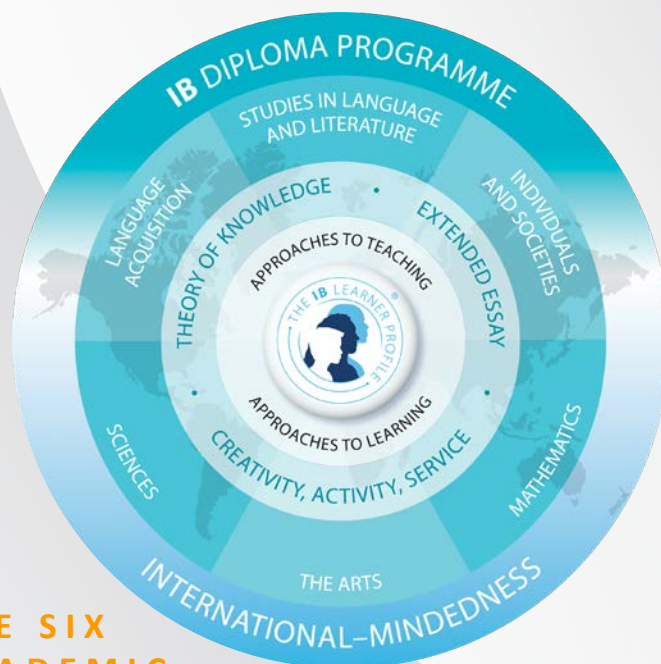 IB DIPLOMA PROGRAMME
STUDIES IN LANGUAGE
AND LITERATURE
LANGUAGE
ACQUISITION
INDIVIDUALS
AND SOCIETIES
THEORY OF KNOWLEDGE
•
EXTENDED ESSAY
APPROACHES TO TEACHING
THE IB LEARNER PROFILE
®
APPROACHES TO LEARNING
•
•
CREATIVITY, ACTIVITY, SERVICE
SCIENCES
MATHEMATICS
THE ARTS
INTERNATIONAL–MINDEDNESS
E SIX